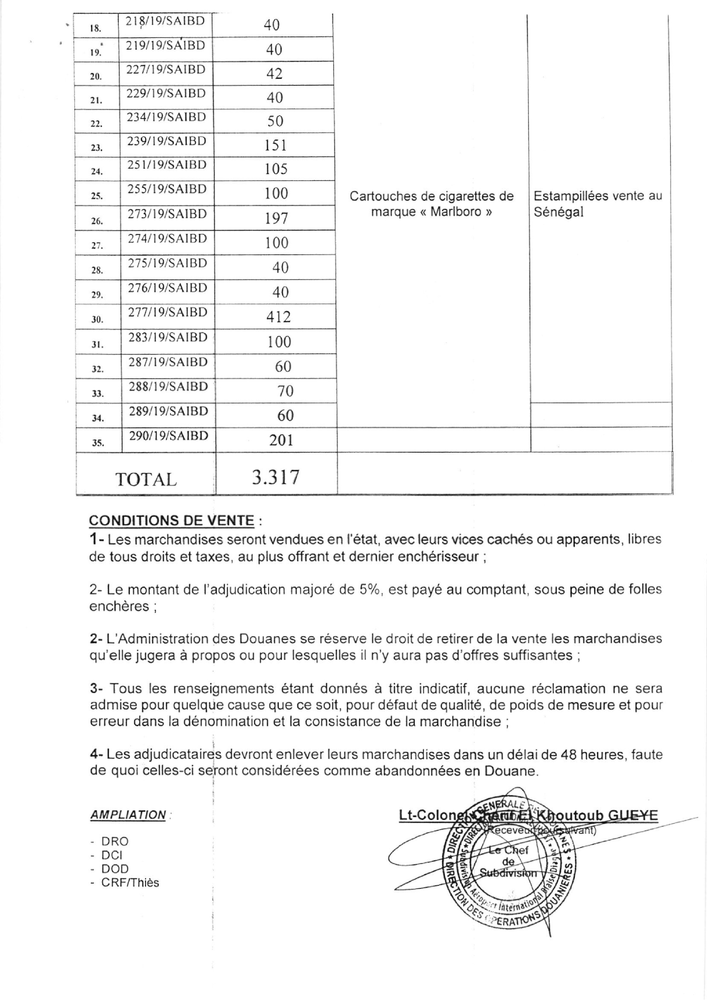 18. 218/19/SAIBD 40
19. 219/19/SAIBD 40
20. 227/19/SAIBD 42
21. 229/19/SAIBD 40
22. 234/19/SAIBD 50
23. 239/19/SAIBD 151
24. 251/19/SAIBD 105
25. 255/19/SAIBD 100
Cartouches de cigarettes de
marque « Marlboro »
Estampillées vente au
Sénégal
26. 273/19/SAIBD 197
27. 274/19/SAIBD 100
28. 275/19/SAIBD 40
29. 276/19/SAIBD 40
30. 277/19/SAIBD 412
31. 283/19/SAIBD 100
32. 287/19/SAIBD 60
33. 288/19/SAIBD 70
34. 289/19/SAIBD 60
35. 290/19/SAIBD 201
TOTAL 3.317
CONDITIONS DE VENTE :
1- Les marchandises seront vendues en l'état, avec leurs vices cachés ou apparents, libres
de tous droits et taxes, au plus offrant et dernier enchérisseur ;
2- Le montant de l'adjudication majoré de 5%, est payé au comptant, sous peine de folles
enchères ;
2- L'Administration des Douanes se réserve le droit de retirer de la vente les marchandises
qu'elle jugera à propos ou pour lesquelles il n'y aura pas d'offres suffisantes ;
3- Tous les renseignements étant donnés à titre indicatif, aucune réclamation ne sera
admise pour quelque cause que ce soit, pour défaut de qualité, de poids de mesure et pour
erreur dans la dénomination et la consistance de la marchandise ;
4- Les adjudicataires devront enlever leurs marchandises dans un délai de 48 heures, faute
de quoi celles-ci seront considérées comme abandonnées en Douane.
AMPLIATION :
- DRO
- DCI
- DOD
- CRF/Thiès
Lt-Colonel Cherif El Khoutoub GUEYE
(Receveur poursuivant)
Le Chef
de
Subdivision
DIRECTION GENERALE DES DOUANES
DIRECTION DES OPERATIONS DOUANIERES
Subdivision Aéroport International Blaise Diagne